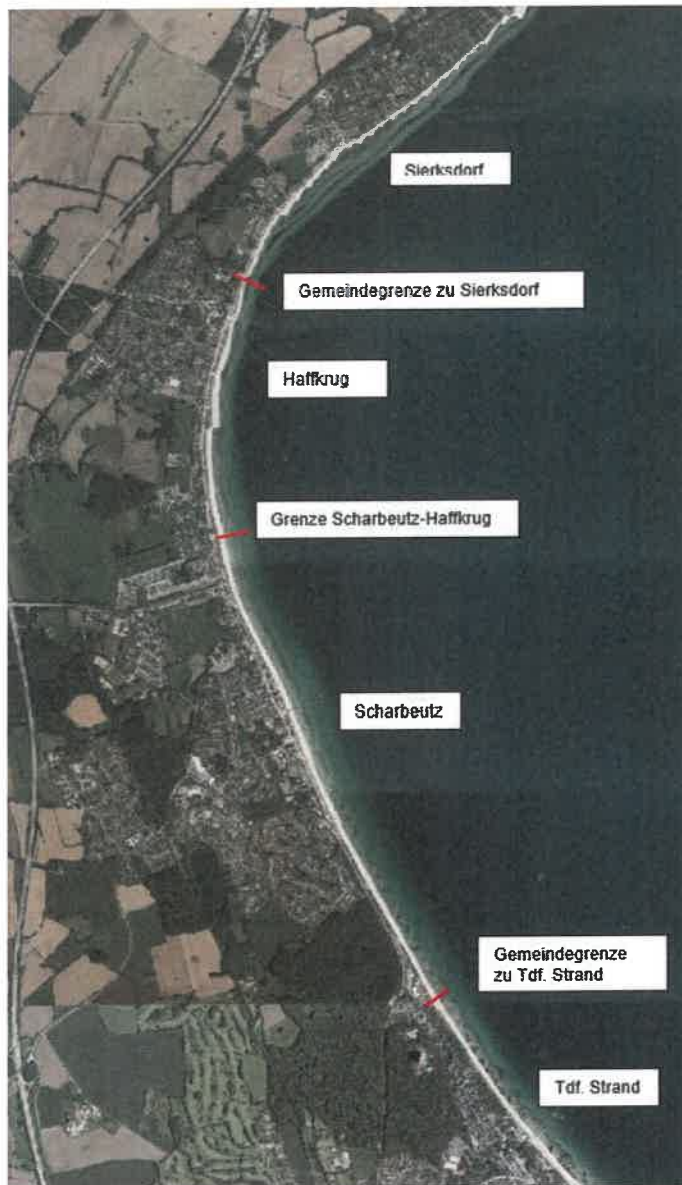 Sierksdorf
Gemeindegrenze zu Sierksdorf
Haffkrug
Grenze Scharbeutz-Haffkrug
Scharbeutz
Gemeindegrenze
zu Tdf. Strand
Tdf. Strand